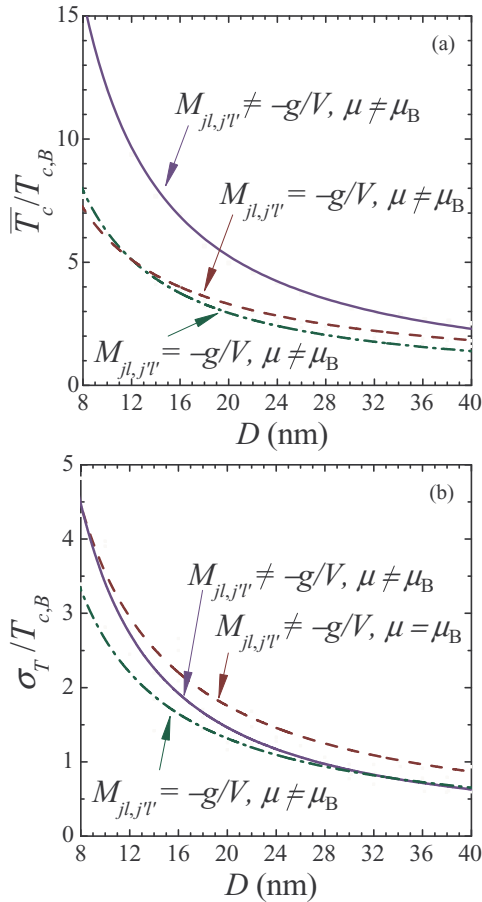 15
(a)
M_{jl,j'l'} ≠ -g/V, μ ≠ μ_B
10
M_{jl,j'l'} = -g/V, μ ≠ μ_B
T̅_c/T_{c,B}
5
M_{jl,j'l'} = -g/V, μ ≠ μ_B
0
8 12 16 20 24 28 32 36 40
D (nm)
5
(b)
4
M_{jl,j'l'} ≠ -g/V, μ ≠ μ_B
3
M_{jl,j'l'} ≠ -g/V, μ = μ_B
σ_T/T_{c,B}
2
1
M_{jl,j'l'} = -g/V, μ ≠ μ_B
0
8 12 16 20 24 28 32 36 40
D (nm)